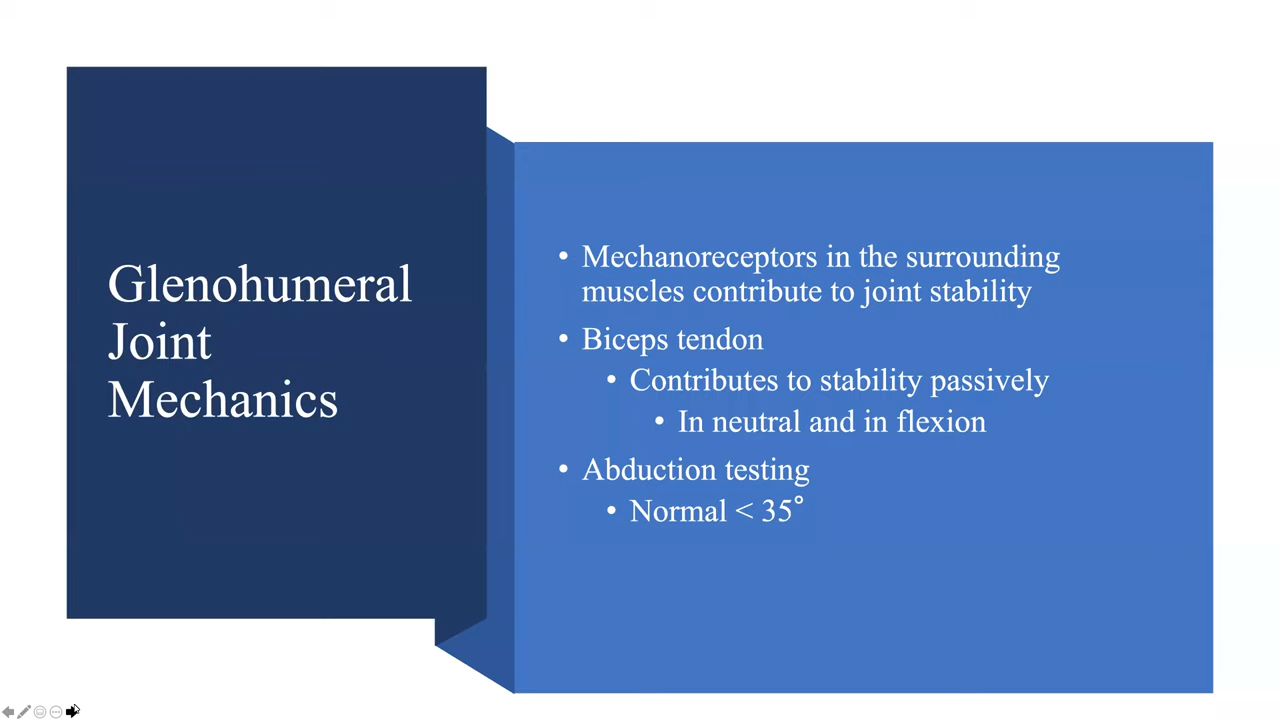 Glenohumeral
Joint
Mechanics
• Mechanoreceptors in the surrounding
muscles contribute to joint stability
• Biceps tendon
• Contributes to stability passively
• In neutral and in flexion
• Abduction testing
• Normal < 35°